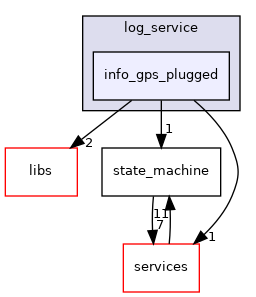 log_service
info_gps_plugged
1
2
libs
state_machine
11
7
1
services